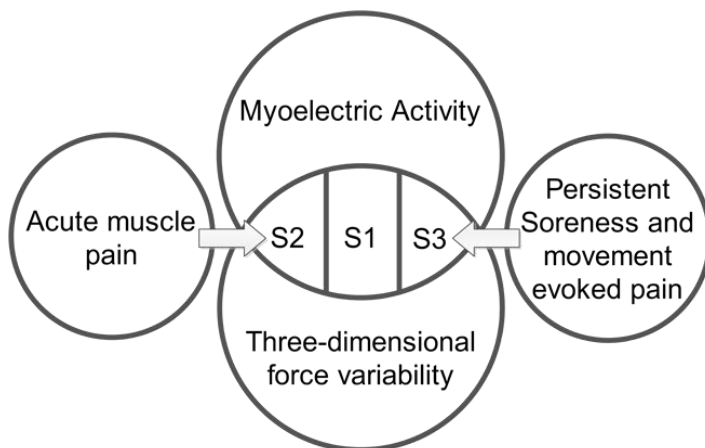 Myoelectric Activity
Acute muscle
pain
S2
S1
S3
Persistent
Soreness and
movement
evoked pain
Three-dimensional
force variability